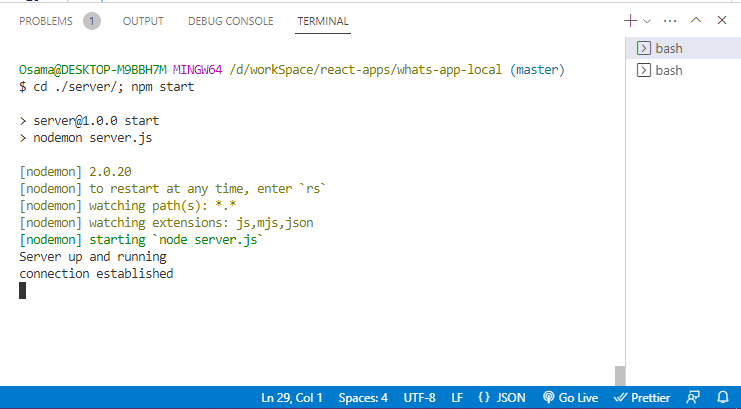 PROBLEMS 1 OUTPUT DEBUG CONSOLE TERMINAL
Osama@DESKTOP-M9BBH7M MINGW64 /d/workSpace/react-apps/whats-app-local (master)
$ cd ./server/; npm start
> server@1.0.0 start
> nodemon server.js
[nodemon] 2.0.20
[nodemon] to restart at any time, enter `rs`
[nodemon] watching path(s): *.*
[nodemon] watching extensions: js,mjs,json
[nodemon] starting `node server.js`
Server up and running
connection established
bash
bash
Ln 29, Col 1 Spaces: 4 UTF-8 LF {} JSON Go Live Prettier